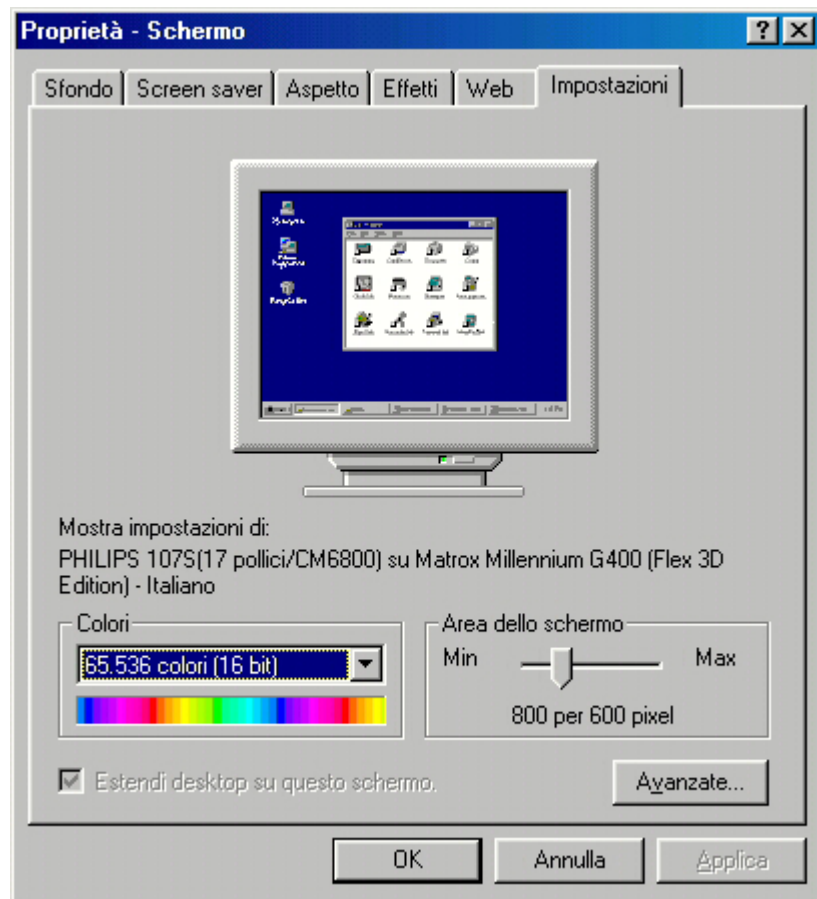 Proprietà - Schermo
Sfondo Screen saver Aspetto Effetti Web Impostazioni
Mostra impostazioni di:
PHILIPS 107S(17 pollici/CM6800) su Matrox Millennium G400 (Flex 3D
Edition) - Italiano
Colori
65.536 colori (16 bit)
Area dello schermo
Min Max
800 per 600 pixel
Estendi desktop su questo schermo.
Avanzate...
OK Annulla Applica